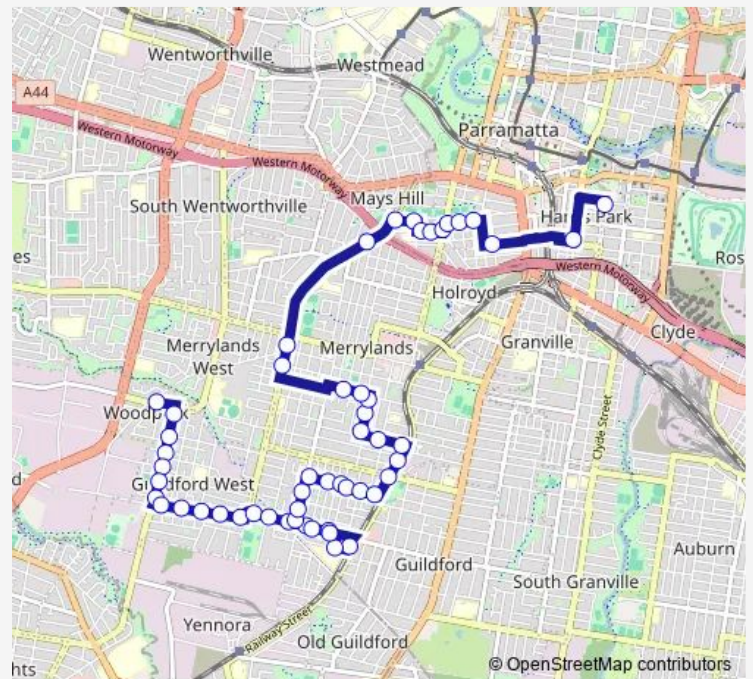 Wentworthville
Westmead
A44
Western Motorway
Parramatta
Western Motorway
Mays Hill
South Wentworthville
Harris Park
es
Ros
Western Motorway
Holroyd
Clyde
Merrylands
West
Merrylands
Granville
Clyde Street
Woodpark
d
Guildford West
Auburn
Guildford
South Granville
Yennora
Railway Street
Old Guildford
hts
© OpenStreetMap contributors